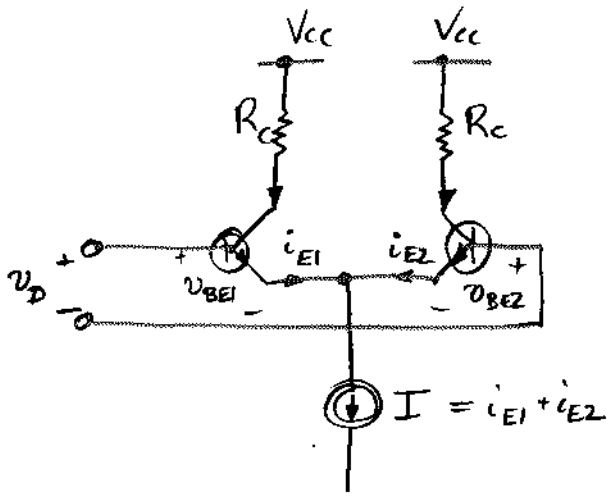 Vcc Vcc
Rc Rc
+ + iE1 iE2 +
vD vBE1 vBE2
- - -
I = iE1 + iE2